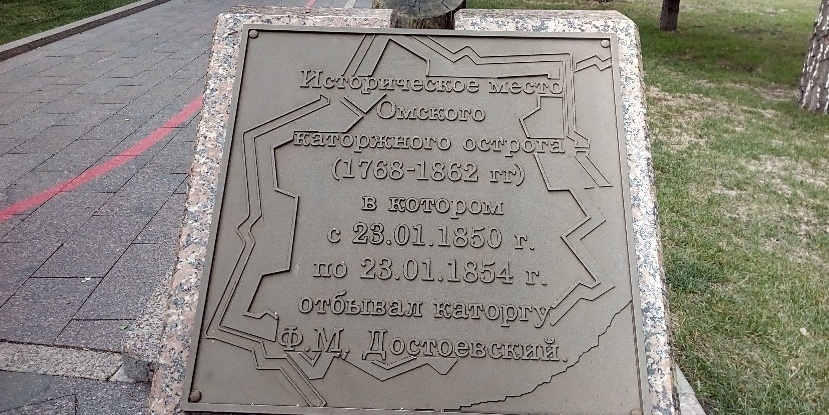 Историческое место
Омского
каторжного острога
(1768-1862 гг)
в котором
с 23.01.1850 г.
по 23.01.1854 г.
отбывал каторгу
Ф.М. Достоевский.